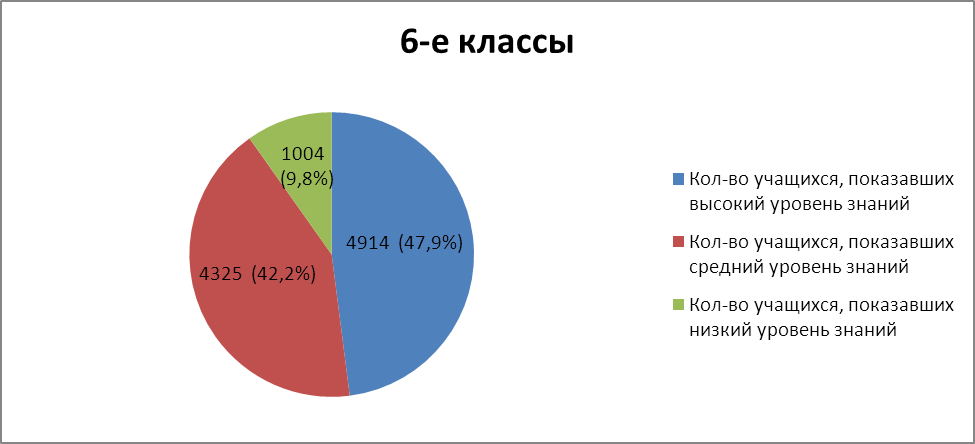 6-е классы
1004
(9,8%)
4914 (47,9%)
4325 (42,2%)
Кол-во учащихся, показавших
высокий уровень знаний
Кол-во учащихся, показавших
средний уровень знаний
Кол-во учащихся, показавших
низкий уровень знаний